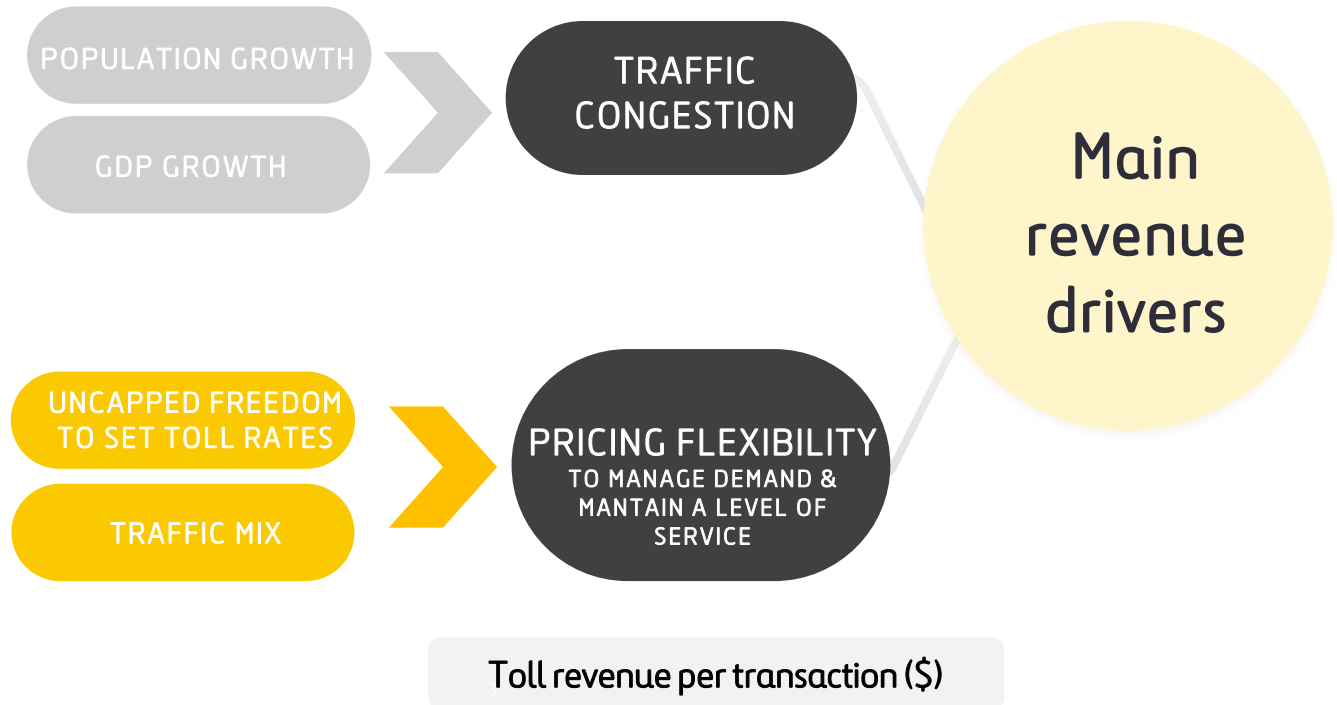 POPULATION GROWTH
GDP GROWTH
TRAFFIC
CONGESTION
Main
revenue
drivers
UNCAPPED FREEDOM
TO SET TOLL RATES
TRAFFIC MIX
PRICING FLEXIBILITY
TO MANAGE DEMAND &
MANTAIN A LEVEL OF
SERVICE
Toll revenue per transaction ($)